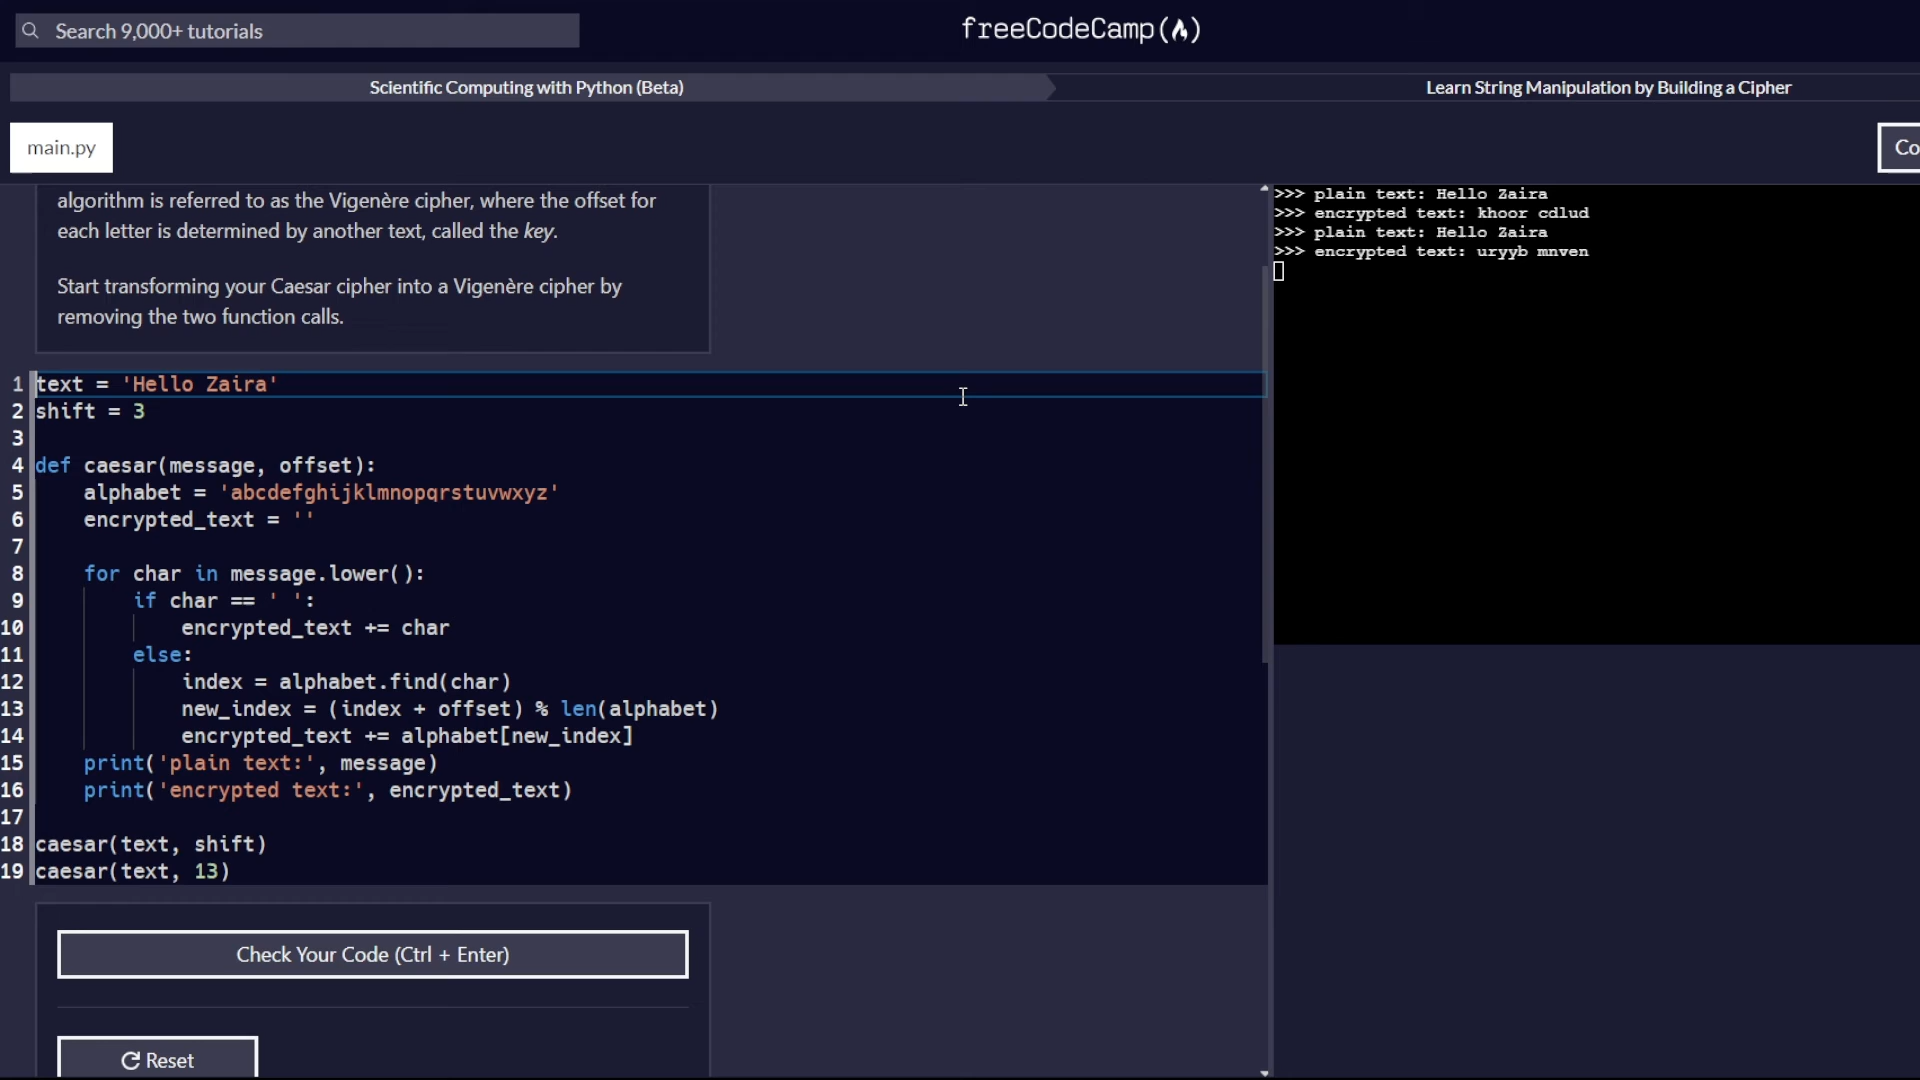 Search 9,000+ tutorials
freeCodeCamp
Scientific Computing with Python (Beta)
Learn String Manipulation by Building a Cipher
main.py
Co
algorithm is referred to as the Vigenère cipher, where the offset for
each letter is determined by another text, called the key.
Start transforming your Caesar cipher into a Vigenère cipher by
removing the two function calls.
1 text = 'Hello Zaira'
2 shift = 3
3
4 def caesar(message, offset):
5     alphabet = 'abcdefghijklmnopqrstuvwxyz'
6     encrypted_text = ''
7
8     for char in message.lower():
9         if char == ' ':
10             encrypted_text += char
11         else:
12             index = alphabet.find(char)
13             new_index = (index + offset) % len(alphabet)
14             encrypted_text += alphabet[new_index]
15     print('plain text:', message)
16     print('encrypted text:', encrypted_text)
17
18 caesar(text, shift)
19 caesar(text, 13)
Check Your Code (Ctrl + Enter)
Reset
>>> plain text: Hello Zaira
>>> encrypted text: khoor cdlud
>>> plain text: Hello Zaira
>>> encrypted text: uryyb mnven